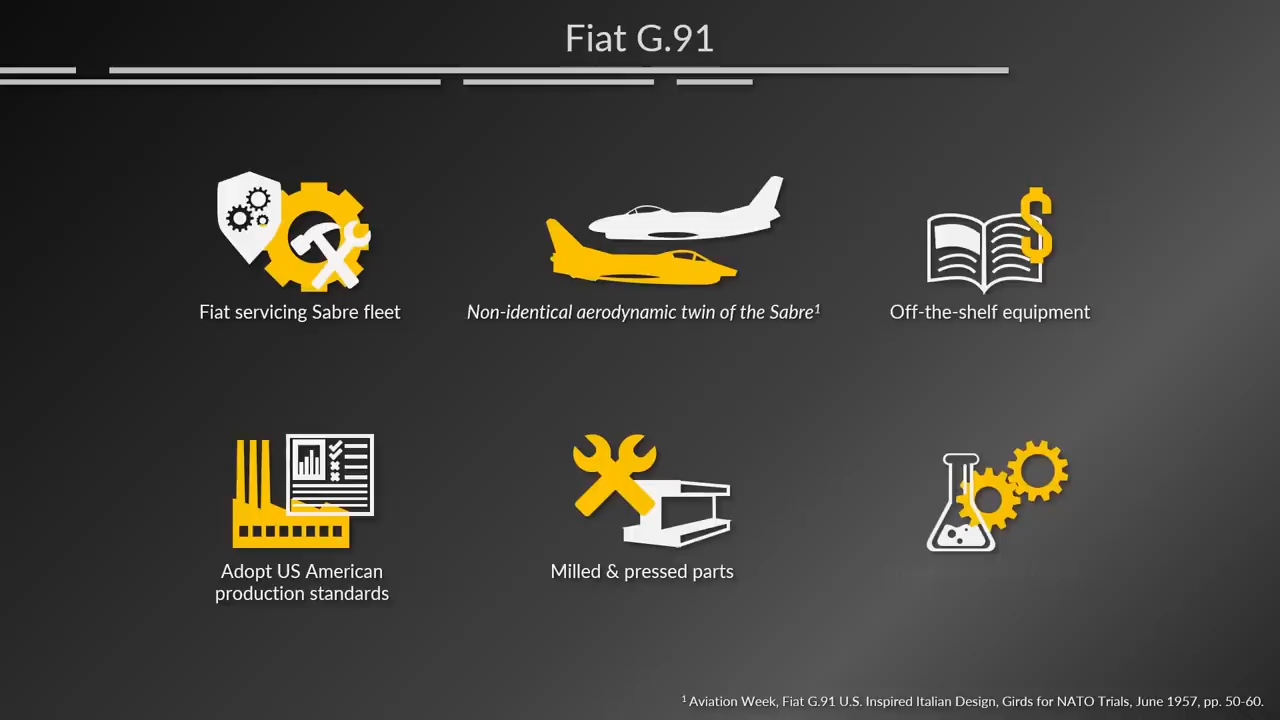 Fiat G.91
Fiat servicing Sabre fleet
Non-identical aerodynamic twin of the Sabre¹
Off-the-shelf equipment
Adopt US American
production standards
Milled & pressed parts
¹ Aviation Week, Fiat G.91 U.S. Inspired Italian Design, Girds for NATO Trials, June 1957, pp. 50-60.